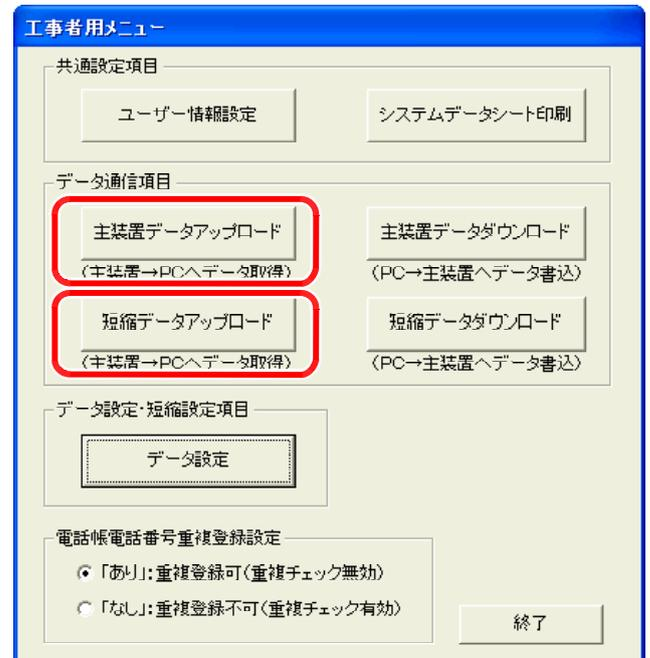 工事者用メニュー
共通設定項目
ユーザー情報設定
システムデータシート印刷
データ通信項目
主装置データアップロード
主装置データダウンロード
(主装置→PCへデータ取得)
(PC→主装置へデータ書込)
短縮データアップロード
短縮データダウンロード
(主装置→PCへデータ取得)
(PC→主装置へデータ書込)
データ設定・短縮設定項目
データ設定
電話帳電話番号重複登録設定
「あり」:重複登録可(重複チェック無効)
「なし」:重複登録不可(重複チェック有効)
終了